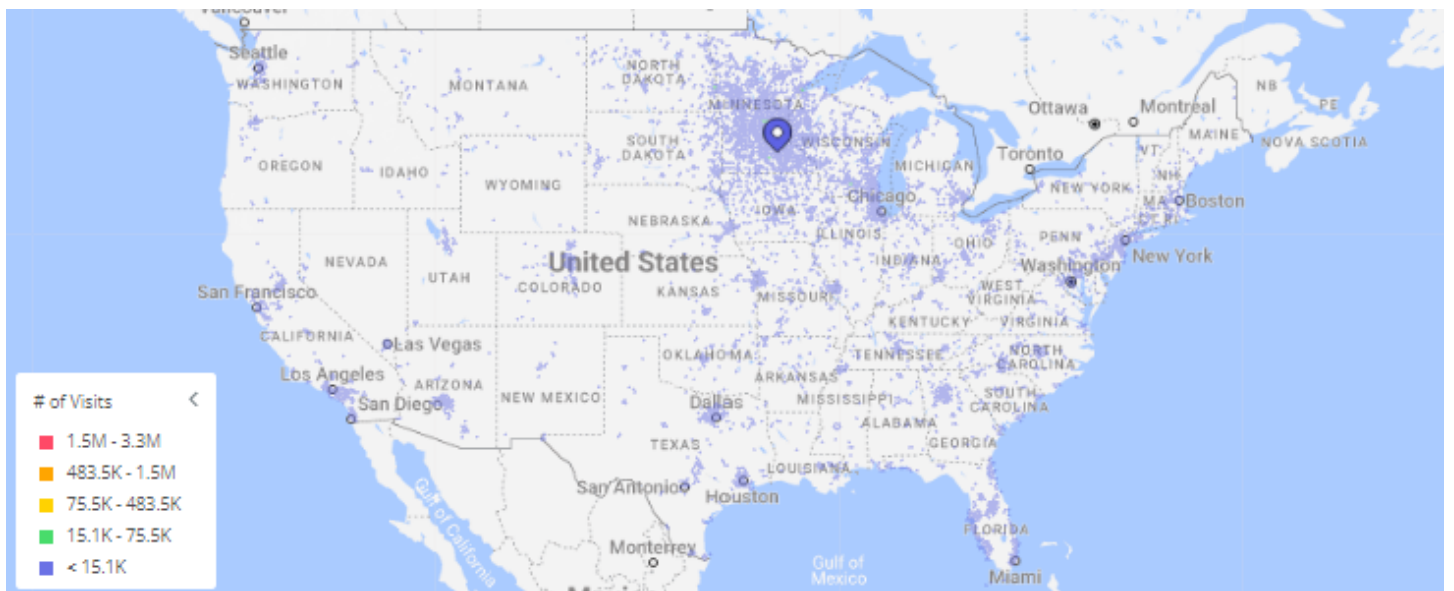 Vancouver
Seattle
WASHINGTON
MONTANA
NORTH
DAKOTA
MINNESOTA
Ottawa
Montreal
NB
PE
MAINE
NOVA SCOTIA
OREGON
IDAHO
WYOMING
SOUTH
DAKOTA
WISCONSIN
MICHIGAN
Toronto
VT
NH
NEW YORK
MA
Boston
CT RI
NEBRASKA
IOWA
Chicago
ILLINOIS
INDIANA
OHIO
PENN
New York
NEVADA
UTAH
COLORADO
United States
KANSAS
MISSOURI
WEST
VIRGINIA
Washington
San Francisco
CALIFORNIA
Las Vegas
KENTUCKY
VIRGINIA
Los Angeles
ARIZONA
NEW MEXICO
OKLAHOMA
ARKANSAS
TENNESSEE
NORTH
CAROLINA
San Diego
Dallas
MISSISSIPPI
ALABAMA
SOUTH
CAROLINA
GEORGIA
TEXAS
LOUISIANA
San Antonio
Houston
FLORIDA
Gulf of California
Monterrey
Gulf of
Mexico
Miami
# of Visits
1.5M - 3.3M
483.5K - 1.5M
75.5K - 483.5K
15.1K - 75.5K
< 15.1K